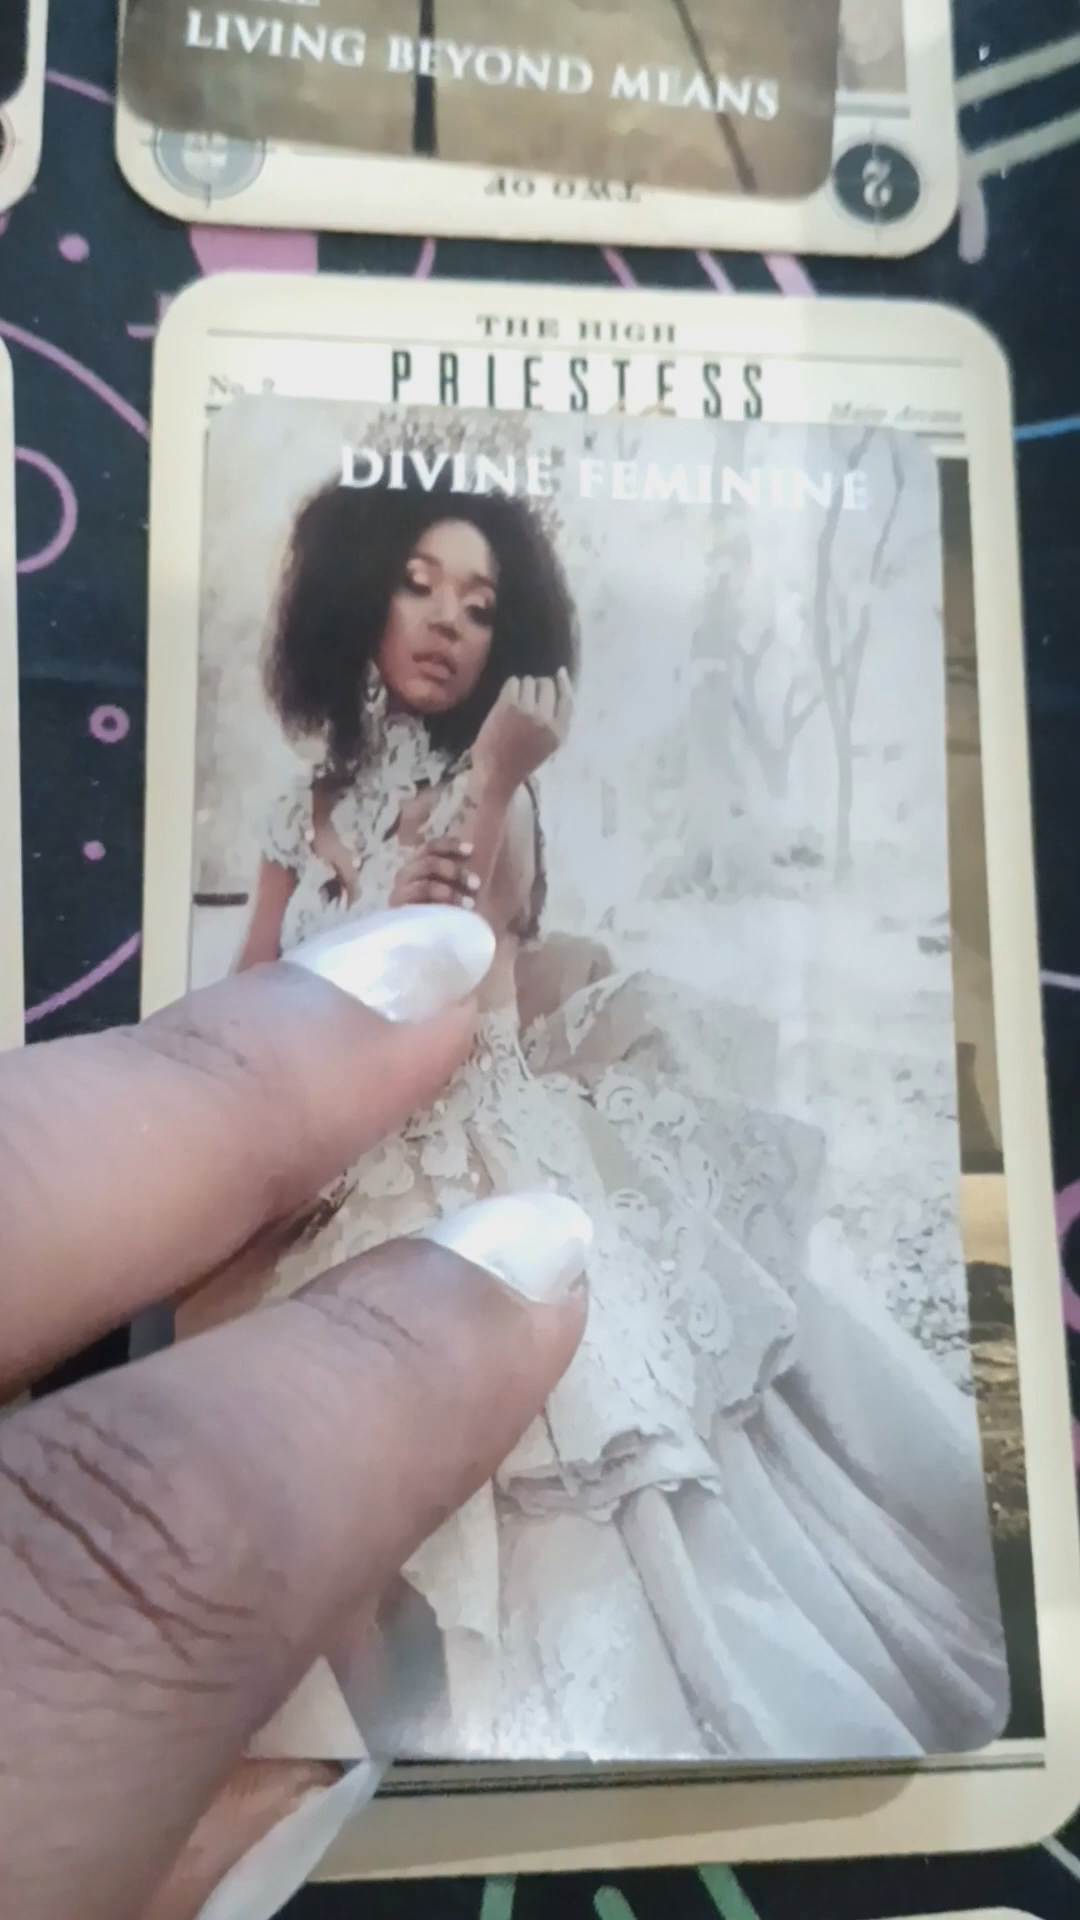 LIVING BEYOND MEANS
TWO OF
2
THE HIGH
PRIESTESS
No. 2
Major Arcana
DIVINE FEMININE